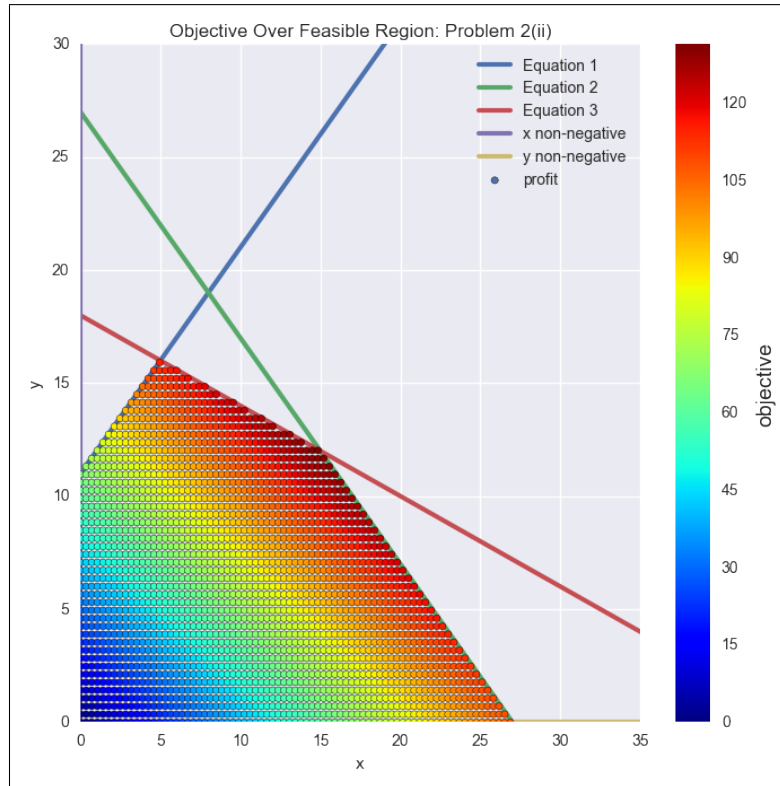 Objective Over Feasible Region: Problem 2(ii)
Equation 1
Equation 2
Equation 3
x non-negative
y non-negative
profit
30
25
20
15
10
5
0
y
0 5 10 15 20 25 30 35
x
120
105
90
75
60
45
30
15
0
objective